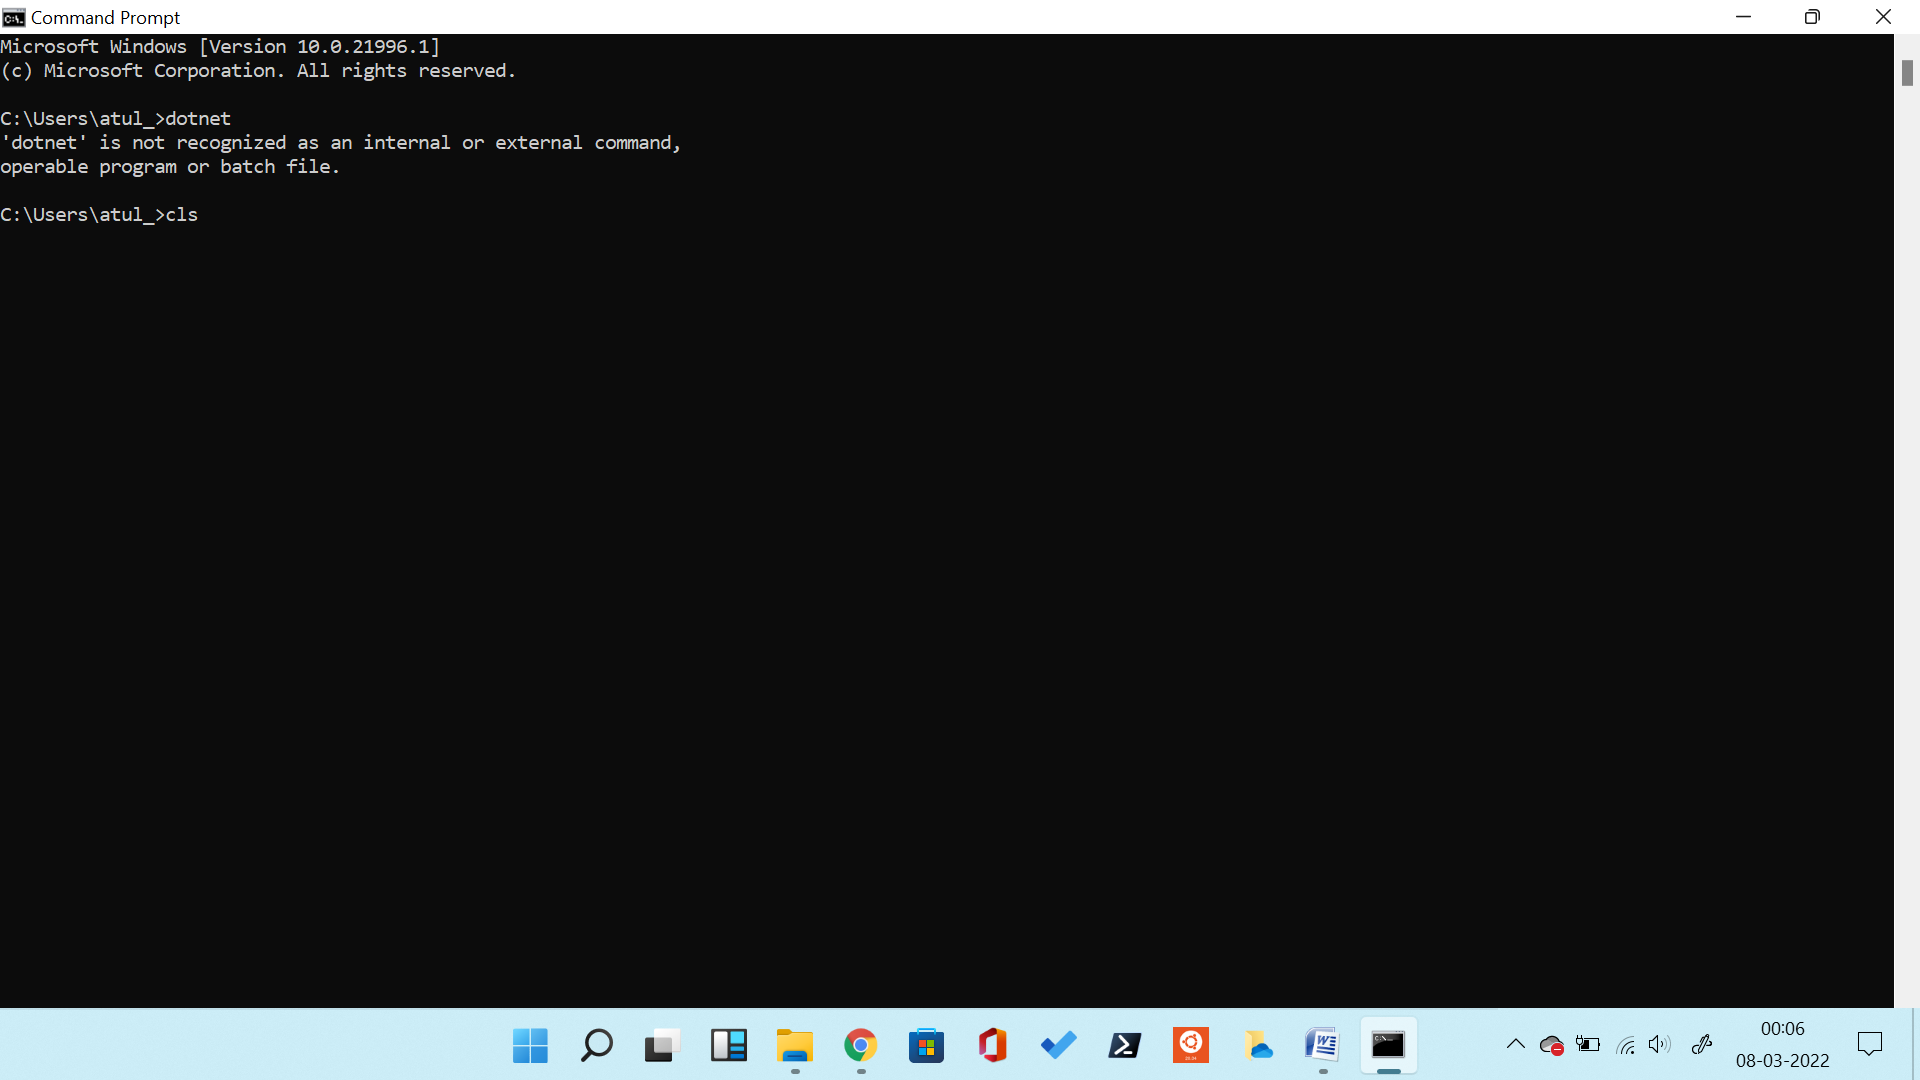 Command Prompt
Microsoft Windows [Version 10.0.21996.1]
(c) Microsoft Corporation. All rights reserved.
C:\Users\atul_>dotnet
'dotnet' is not recognized as an internal or external command,
operable program or batch file.
C:\Users\atul_>cls
00:06
08-03-2022